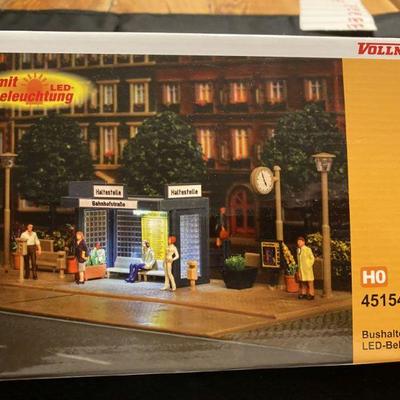 mit
LED-
Beleuchtung
VOLLM
Haltestelle
Haltestelle
Bahnhofstraße
H0
45154
Bushalte
LED-Bel